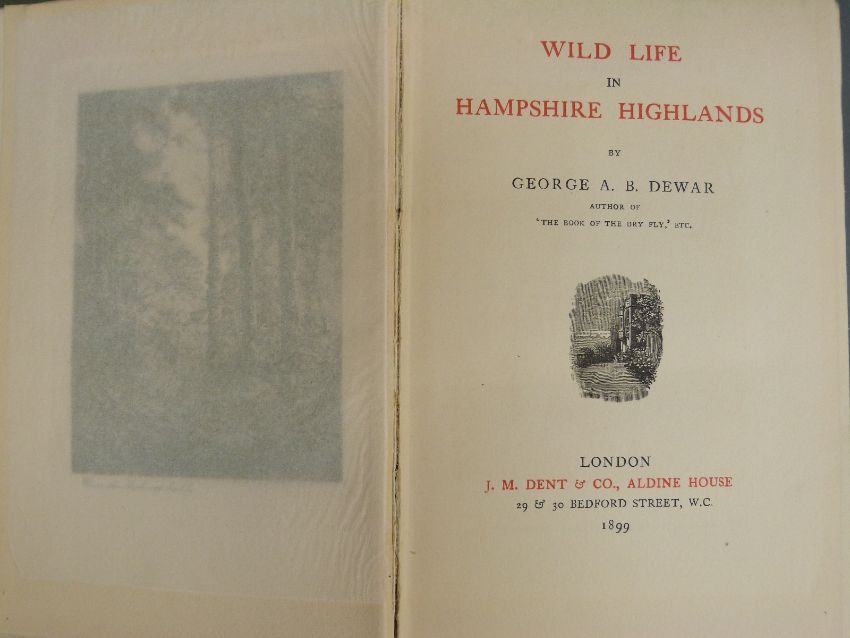 WILD LIFE
IN
HAMPSHIRE HIGHLANDS
BY
GEORGE A. B. DEWAR
AUTHOR OF
'THE BOOK OF THE DRY FLY,' ETC.
LONDON
J. M. DENT & CO., ALDINE HOUSE
29 & 30 BEDFORD STREET, W.C.
1899